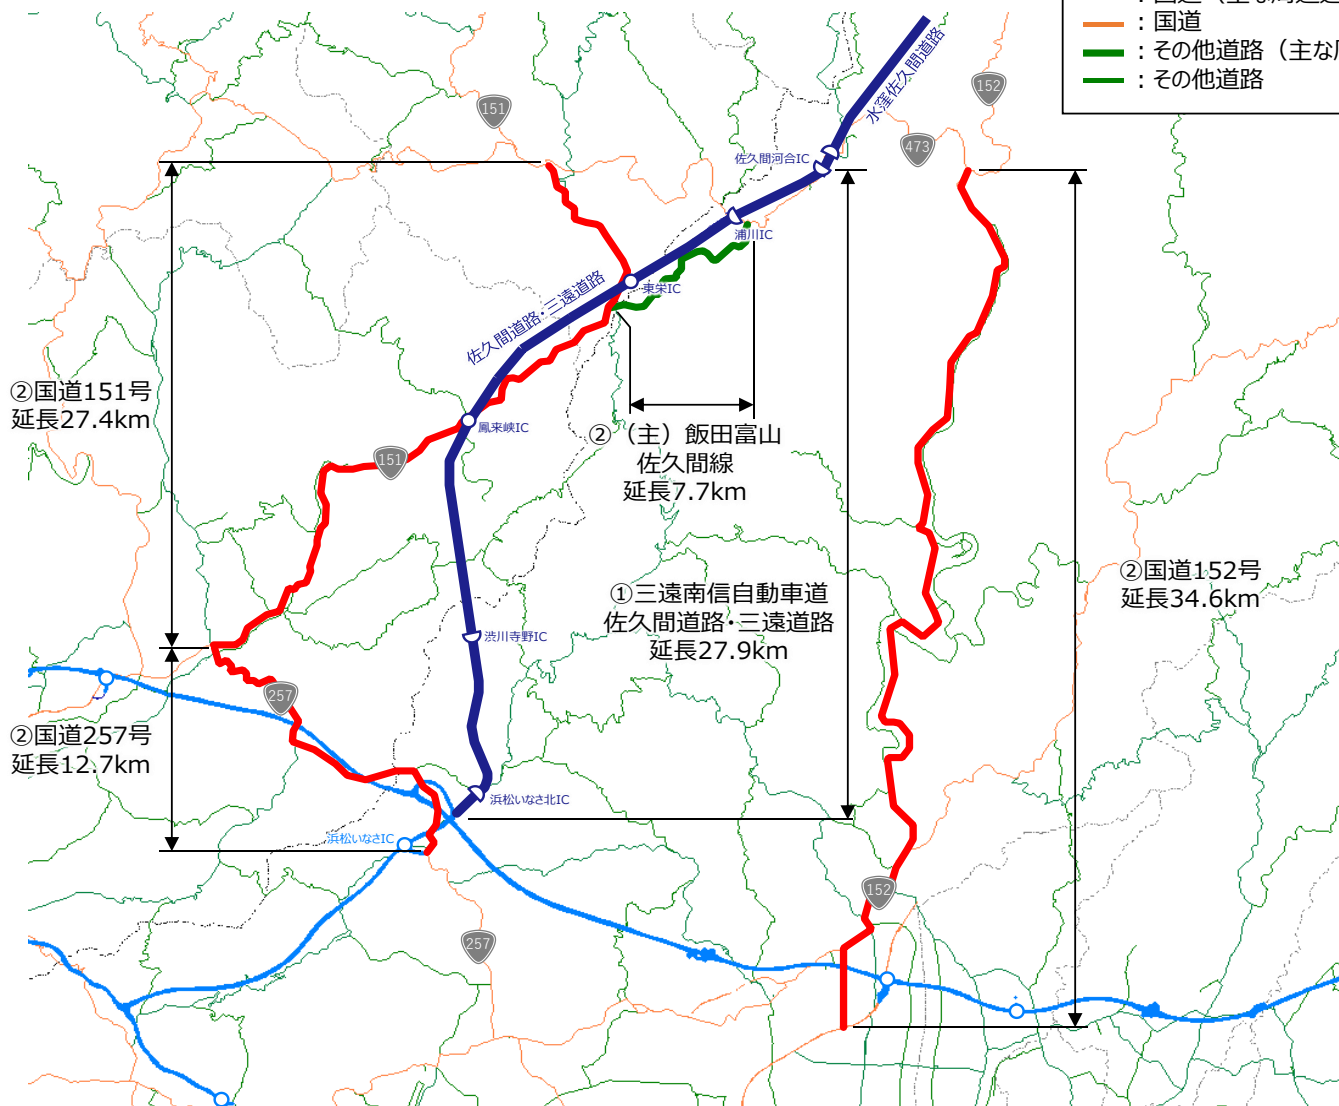 ：国道
：その他道路（主な
：その他道路
151
152
473
水窪佐久間道路
佐久間河合IC
浦川IC
東栄IC
佐久間道路・三遠道路
②国道151号
延長27.4km
鳳来峡IC
151
②（主）飯田富山
佐久間線
延長7.7km
①三遠南信自動車道
佐久間道路・三遠道路
延長27.9km
②国道152号
延長34.6km
渋川寺野IC
257
②国道257号
延長12.7km
浜松いなさ北IC
浜松いなさIC
152
257